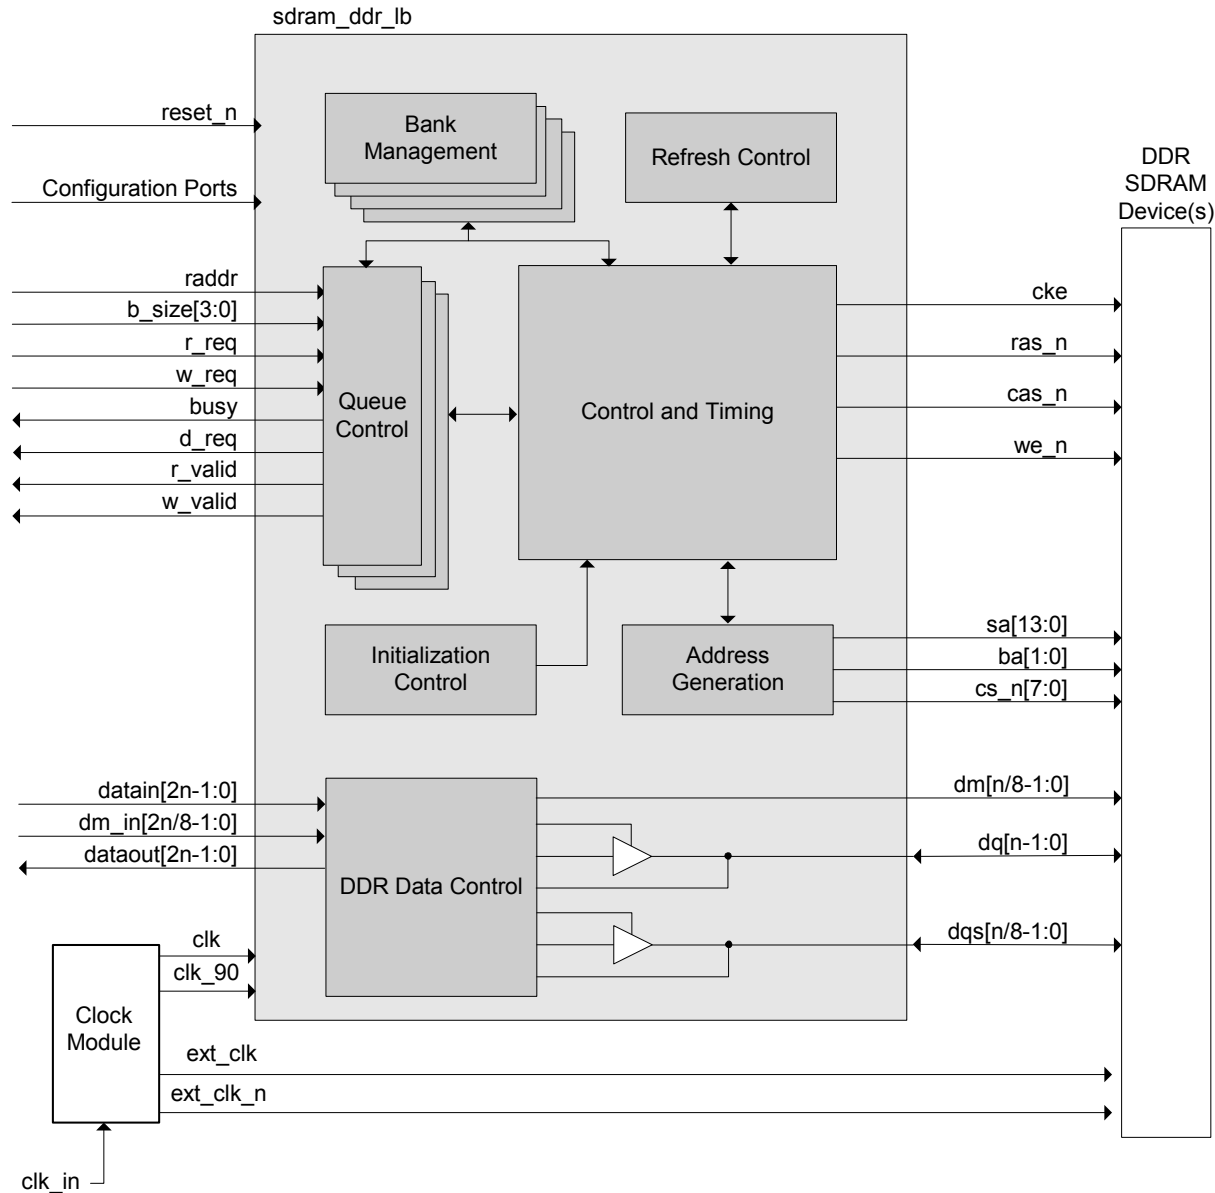 sdram_ddr_lb
reset_n
Configuration Ports
raddr
b_size[3:0]
r_req
w_req
busy
d_req
r_valid
w_valid
Bank
Management
Refresh Control
Queue
Control
Control and Timing
Initialization
Control
Address
Generation
DDR
SDRAM
Device(s)
cke
ras_n
cas_n
we_n
sa[13:0]
ba[1:0]
cs_n[7:0]
datain[2n-1:0]
dm_in[2n/8-1:0]
dataout[2n-1:0]
DDR Data Control
dm[n/8-1:0]
dq[n-1:0]
dqs[n/8-1:0]
clk
clk_90
Clock
Module
ext_clk
ext_clk_n
clk_in